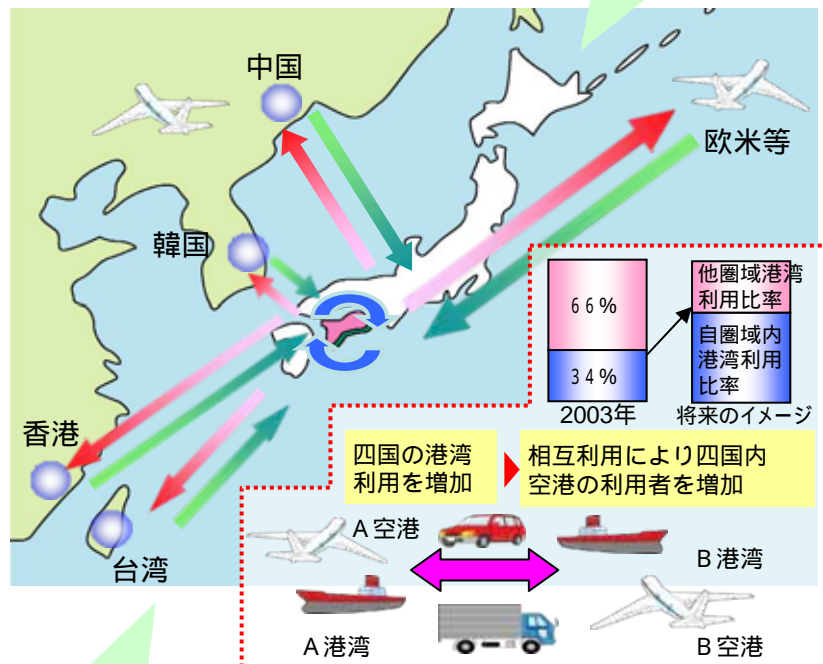 中国
欧米等
韓国
他圏域港湾
利用比率
66%
自圏域内
港湾利用
比率
34%
2003年
将来のイメージ
香港
四国の港湾
利用を増加
相互利用により四国内
空港の利用者を増加
A空港
B港湾
台湾
A港湾
B空港